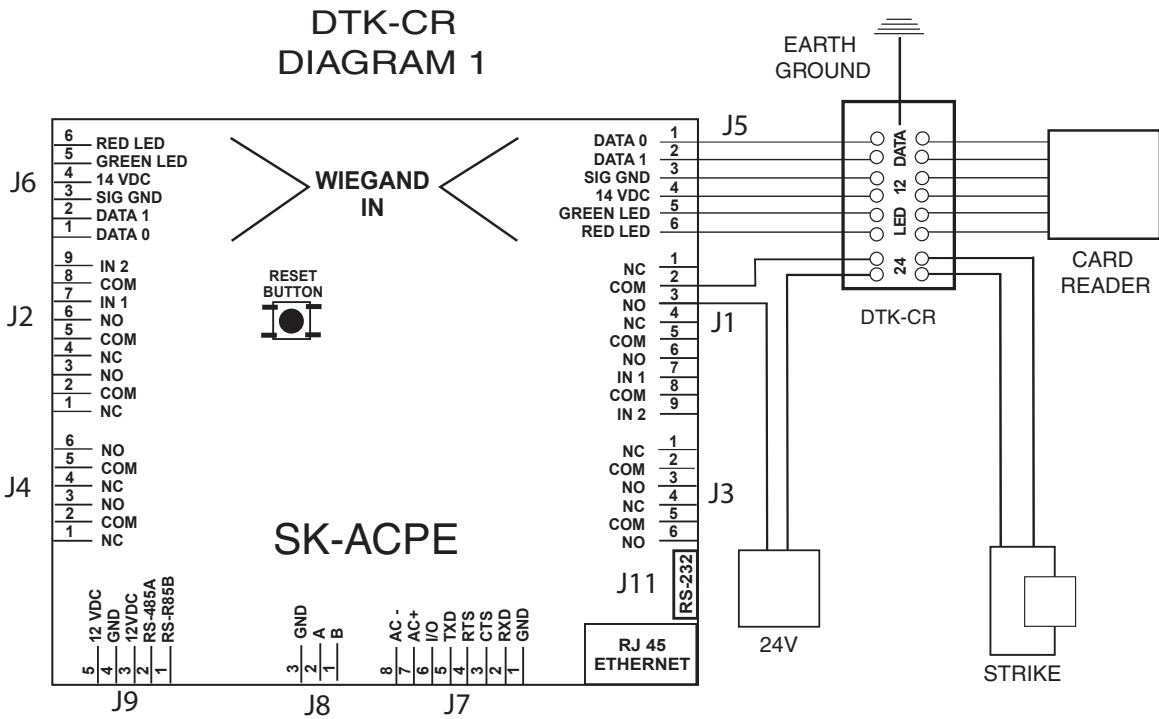 DTK-CR
DIAGRAM 1
EARTH
GROUND
J6
6 RED LED
5 GREEN LED
4 14 VDC
3 SIG GND
2 DATA 1
1 DATA 0
WIEGAND
IN
DATA 0 1
DATA 1 2
SIG GND 3
14 VDC 4
GREEN LED 5
RED LED 6
J5
DATA
12
LED
24
DTK-CR
CARD
READER
J2
9 IN 2
8 COM
7 IN 1
6 NO
5 COM
4 NC
3 NO
2 COM
1 NC
RESET
BUTTON
NC 1
COM 2
NO 3
NC 4
COM 5
NO 6
IN 1 7
COM 8
IN 2 9
J1
J4
6 NO
5 COM
4 NC
3 NO
2 COM
1 NC
SK-ACPE
NC 1
COM 2
NO 3
NC 4
COM 5
NO 6
J3
J11
RS-232
RJ 45
ETHERNET
24V
STRIKE
5 12 VDC
4 GND
3 12VDC
2 RS-485A
1 RS-R85B
J9
3 GND
2 A
1 B
J8
8 AC -
7 AC+
6 I/O
5 TXD
4 RTS
3 CTS
2 RXD
1 GND
J7